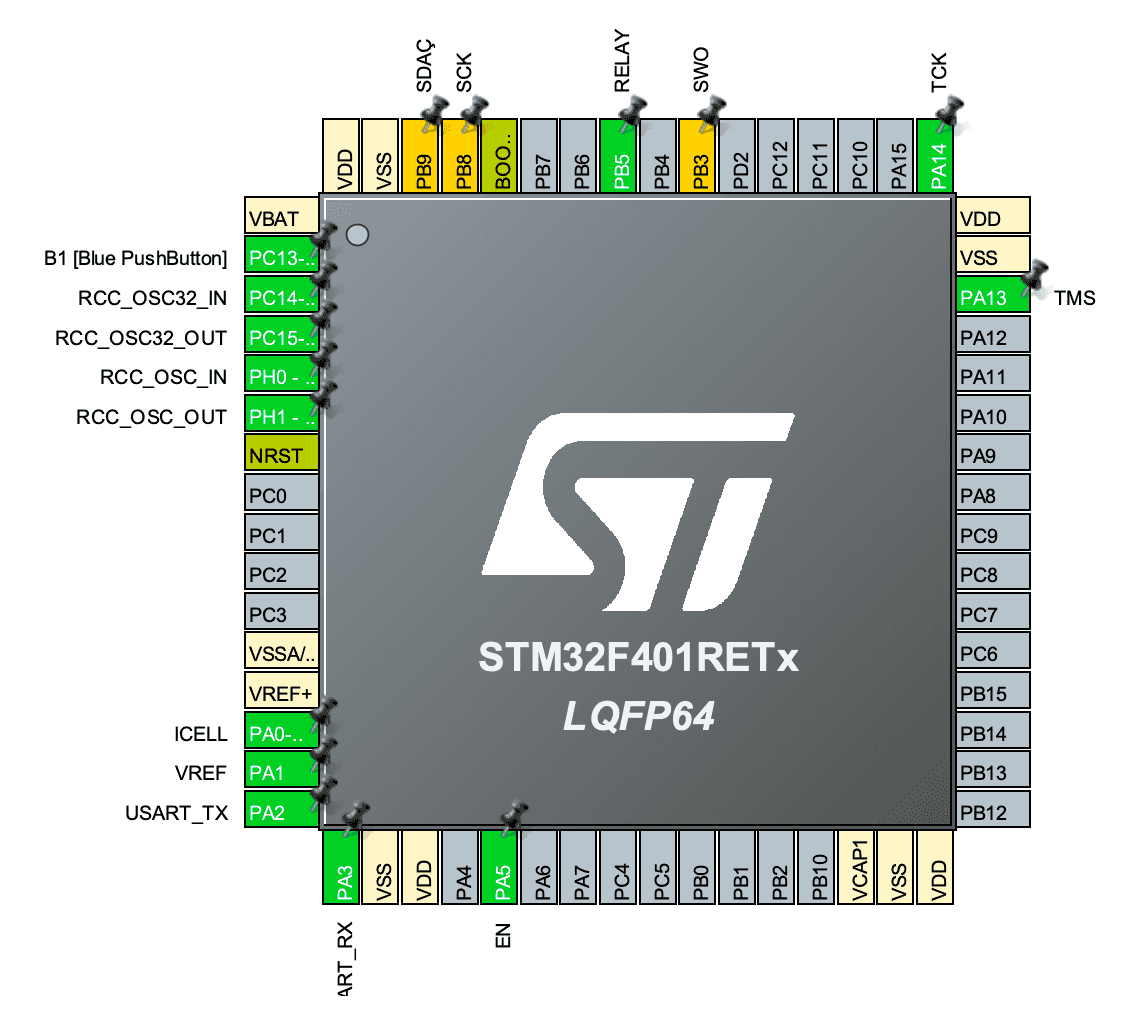 SDAÇ
SCK
RELAY
SWO
TCK
VDD
VSS
PB9
PB8
BOO..
PB7
PB6
PB5
PB4
PB3
PD2
PC12
PC11
PC10
PA15
PA14
VBAT
B1 [Blue PushButton] PC13-..
RCC_OSC32_IN PC14-..
RCC_OSC32_OUT PC15-..
RCC_OSC_IN PH0 - ..
RCC_OSC_OUT PH1 - ..
NRST
PC0
PC1
PC2
PC3
VSSA/..
VREF+
ICELL PA0-..
VREF PA1
USART_TX PA2
ST
STM32F401RETx
LQFP64
VDD
VSS
PA13 TMS
PA12
PA11
PA10
PA9
PA8
PC9
PC8
PC7
PC6
PB15
PB14
PB13
PB12
PA3
VSS
VDD
PA4
PA5
PA6
PA7
PC4
PC5
PB0
PB1
PB2
PB10
VCAP1
VSS
VDD
ART_RX
EN